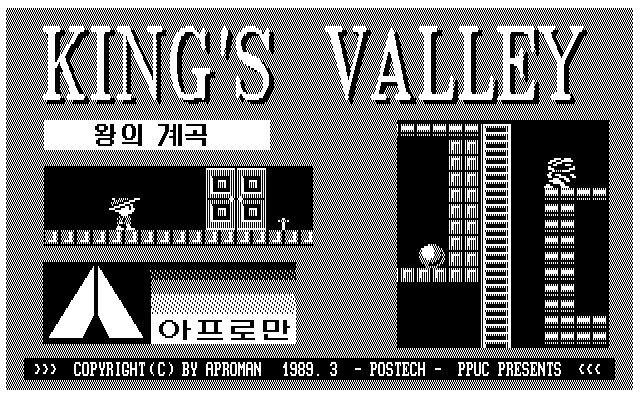 KING'S VALLEY
왕의 계곡
아프로만
>>> COPYRIGHT(C) BY APROMAN 1989. 3 - POSTECH - PPUC PRESENTS <<<